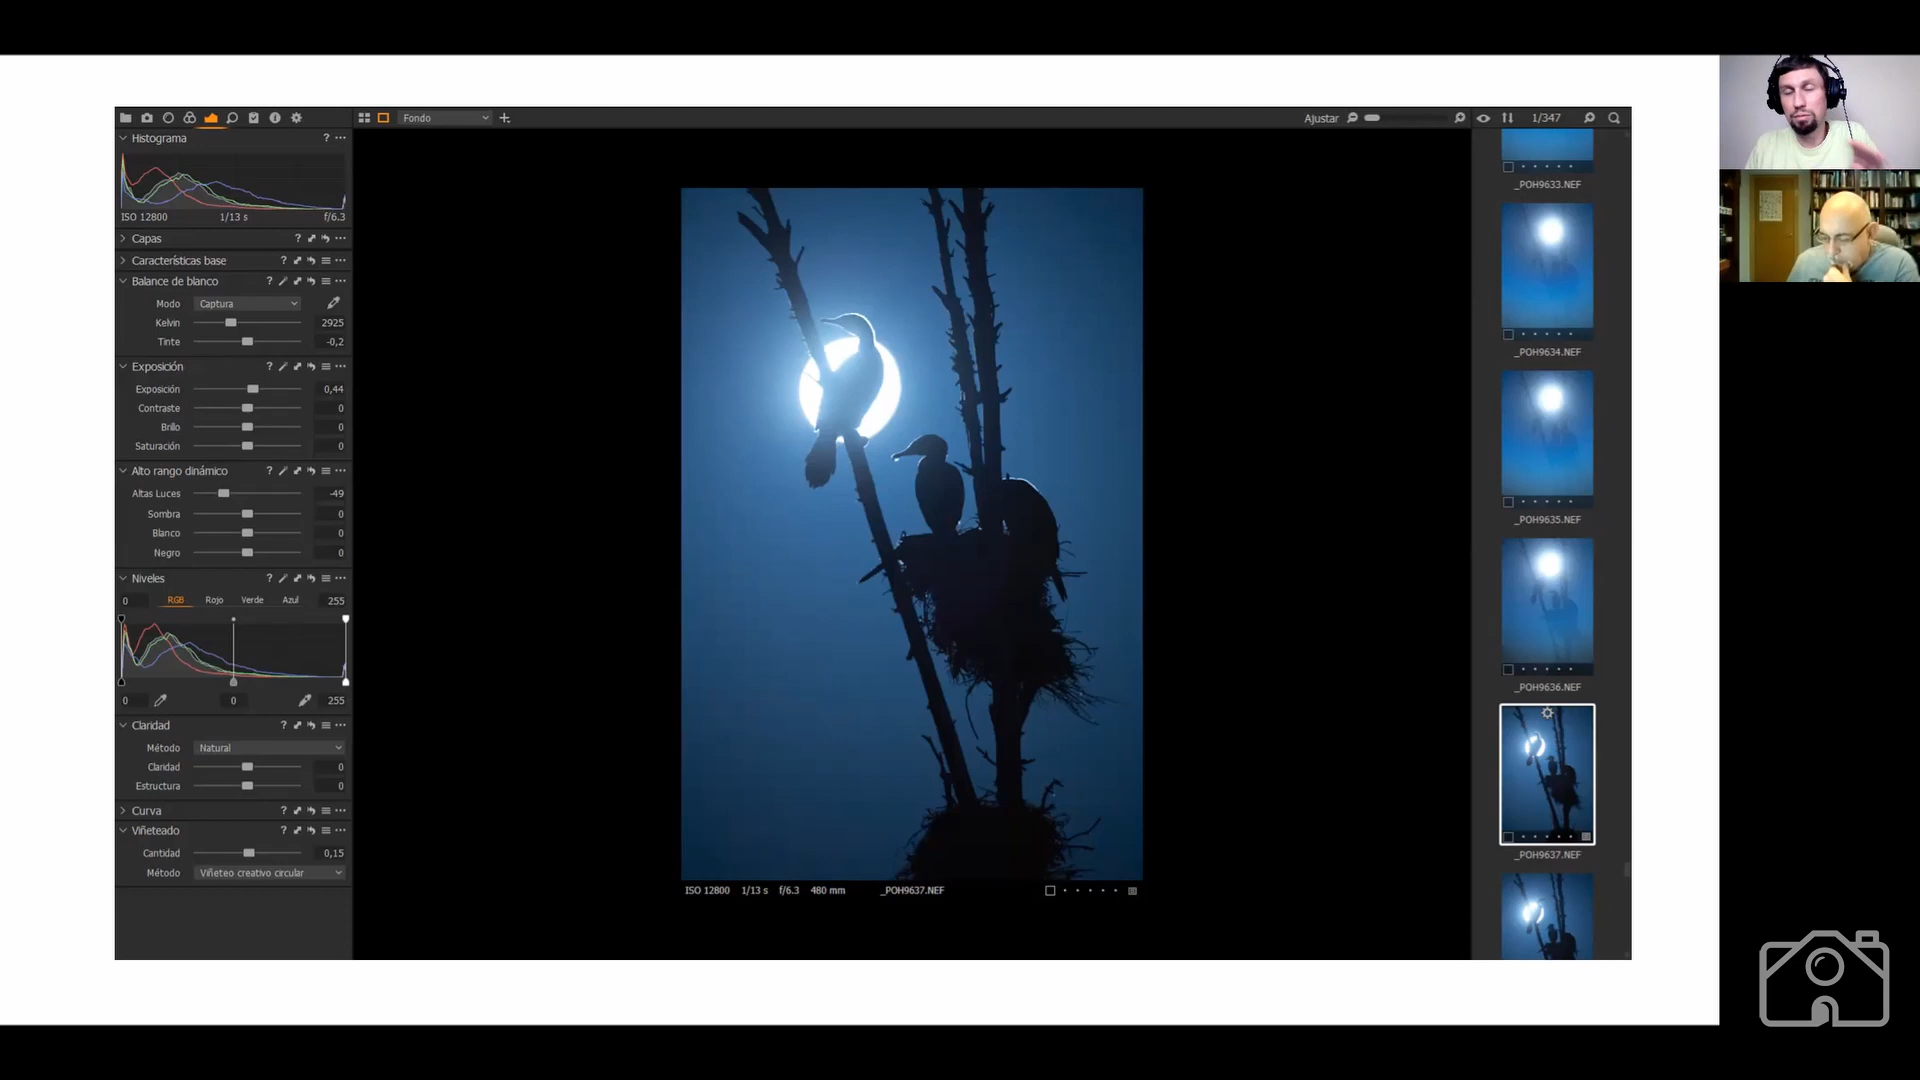 Fondo
Ajustar
1/347
Histograma ? ...
ISO 12800 1/13 s f/6.3
Capas ? ...
Características base ? ...
Balance de blanco ? ...
Modo Captura
Kelvin 2925
Tinte -0,2
Exposición ? ...
Exposición 0,44
Contraste 0
Brillo 0
Saturación 0
Alto rango dinámico ? ...
Altas Luces -49
Sombra 0
Blanco 0
Negro 0
Niveles ? ...
0 RGB Rojo Verde Azul 255
0 0 255
Claridad ? ...
Método Natural
Claridad 0
Estructura 0
Curva ? ...
Viñeteado ? ...
Cantidad 0,15
Método Viñeteo creativo circular
ISO 12800 1/13 s f/6.3 480 mm _POH9637.NEF
_POH9633.NEF
_POH9634.NEF
_POH9635.NEF
_POH9636.NEF
_POH9637.NEF